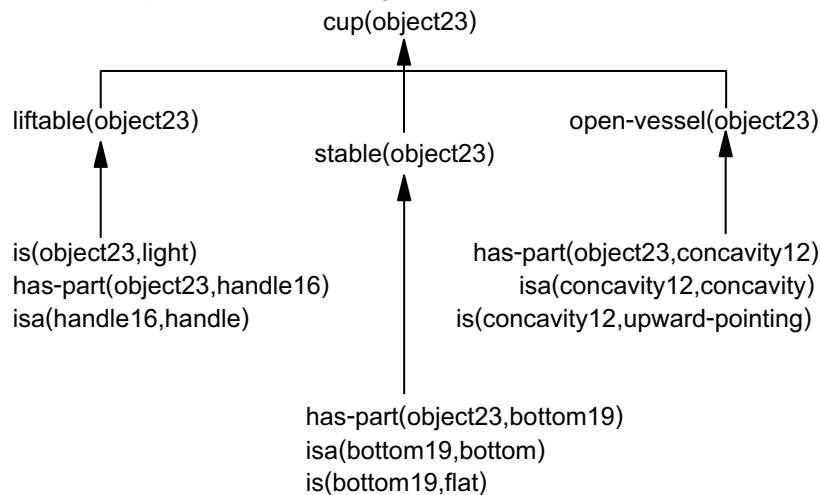 cup(object23)
liftable(object23)
stable(object23)
open-vessel(object23)
is(object23,light)
has-part(object23,handle16)
isa(handle16,handle)
has-part(object23,bottom19)
isa(bottom19,bottom)
is(bottom19,flat)
has-part(object23,concavity12)
isa(concavity12,concavity)
is(concavity12,upward-pointing)